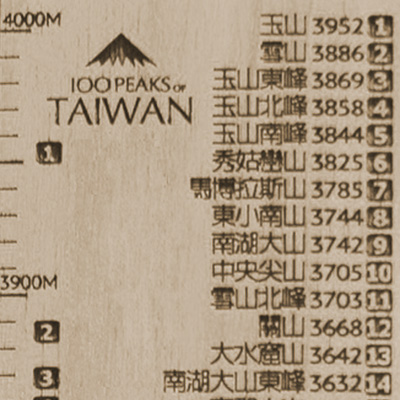 4000M
100 PEAKS OF
TAIWAN
玉山 3952 1
雪山 3886 2
玉山東峰 3869 3
玉山北峰 3858 4
玉山南峰 3844 5
秀姑巒山 3825 6
馬博拉斯山 3785 7
東小南山 3744 8
南湖大山 3742 9
中央尖山 3705 10
雪山北峰 3703 11
關山 3668 12
大水窟山 3642 13
南湖大山東峰 3632 14
1
3900M
2
3